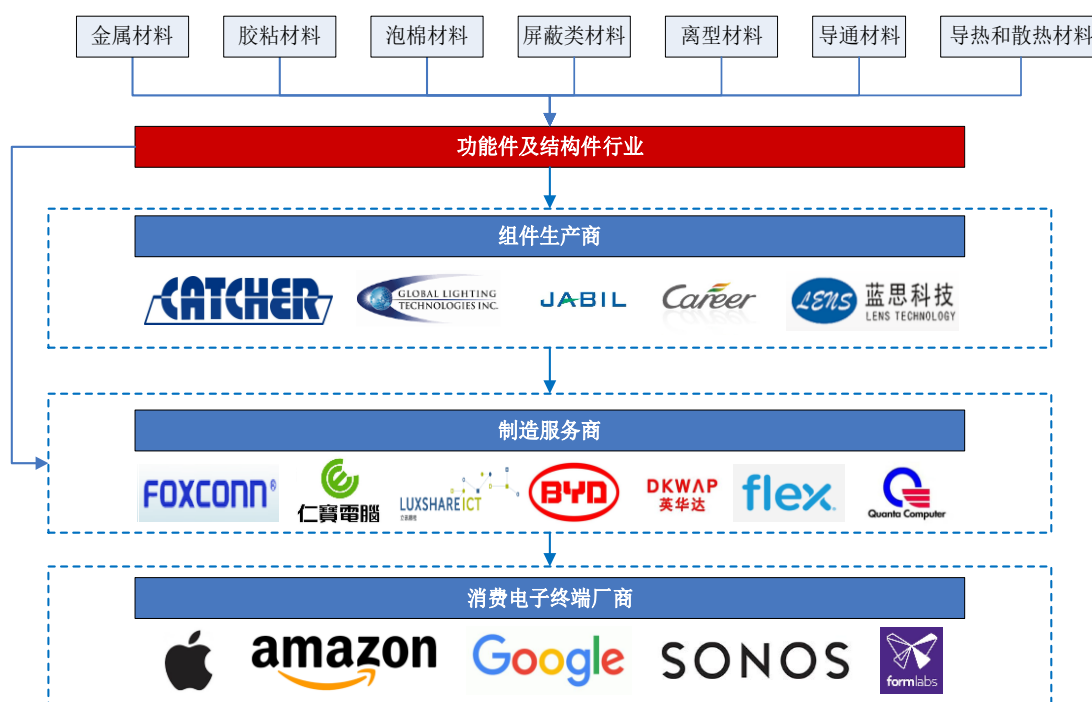 金属材料
胶粘材料
泡棉材料
屏蔽类材料
离型材料
导通材料
导热和散热材料
功能件及结构件行业
组件生产商
CATCHER
GLOBAL LIGHTING
TECHNOLOGIES INC.
JABIL
Career
LENS
蓝思科技
LENS TECHNOLOGY
制造服务商
FOXCONN®
仁寶電腦
LUXSHARE ICT
立讯精密
BYD
DKWAP
英华达
flex
Quanta Computer
消费电子终端厂商
amazon
Google
SONOS
formlabs